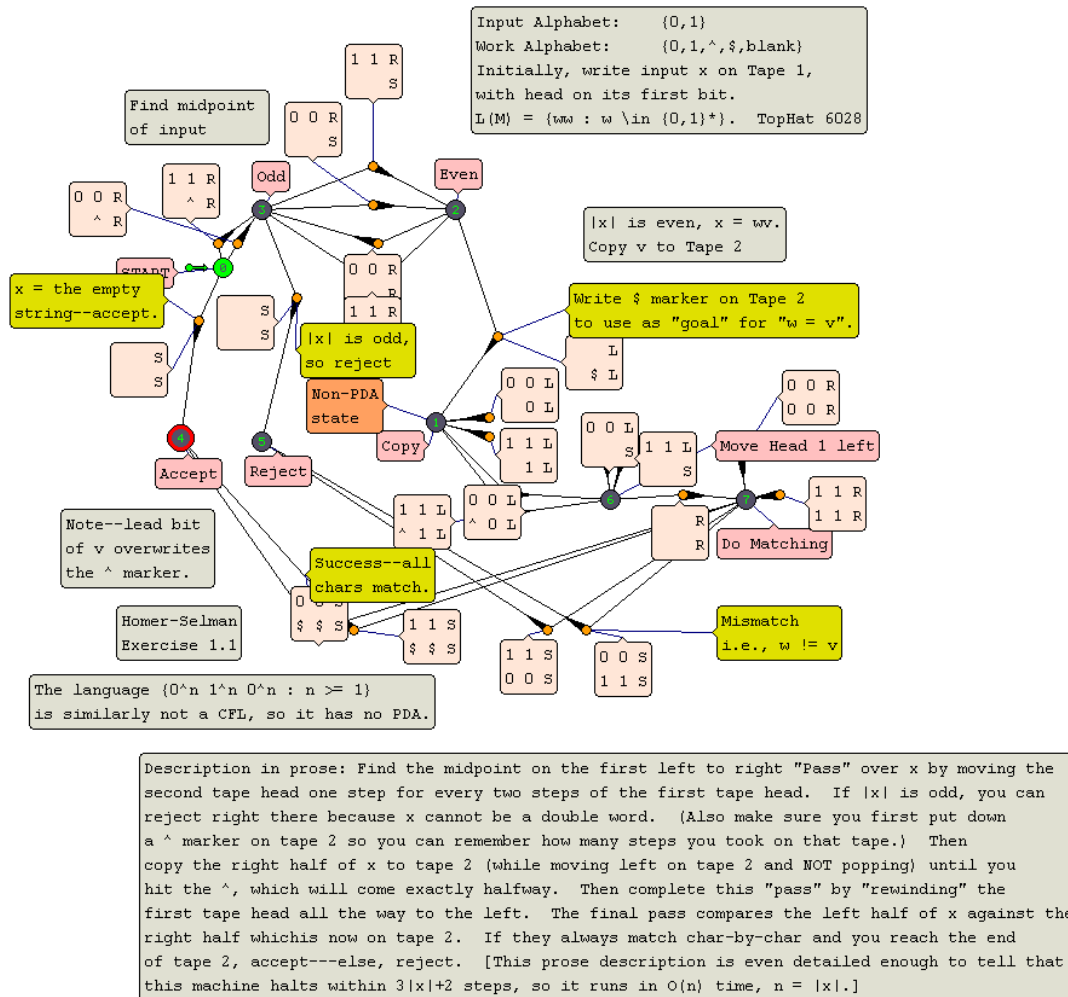 Input Alphabet: {0,1}
Work Alphabet: {0,1,^,$,blank}
Initially, write input x on Tape 1,
with head on its first bit.
L(M) = {ww : w \in {0,1}*}. TopHat 6028
1 1 R
S
Find midpoint
of input
0 0 R
S
Odd
Even
1 1 R
^ R
0 0 R
^ R
3
2
|x| is even, x = wv.
Copy v to Tape 2
0
START
0 0 R
R
x = the empty
string--accept.
Write $ marker on Tape 2
to use as "goal" for "w = v".
S
S
1 1 R
|x| is odd,
so reject
S
S
L
$ L
Non-PDA
state
0 0 L
0 L
0 0 R
0 0 R
1
4
5
Copy
1 1 L
1 L
0 0 L
S
1 1 L
S
Move Head 1 left
Accept
Reject
6
7
1 1 L
^ 1 L
0 0 L
^ 0 L
1 1 R
1 1 R
R
R
Do Matching
Note--lead bit
of v overwrites
the ^ marker.
Success--all
chars match.
$ $ S
Homer-Selman
Exercise 1.1
1 1 S
$ $ S
1 1 S
0 0 S
0 0 S
1 1 S
Mismatch
i.e., w != v
The language {0^n 1^n 0^n : n >= 1}
is similarly not a CFL, so it has no PDA.
Description in prose: Find the midpoint on the first left to right "Pass" over x by moving the
second tape head one step for every two steps of the first tape head. If |x| is odd, you can
reject right there because x cannot be a double word. (Also make sure you first put down
a ^ marker on tape 2 so you can remember how many steps you took on that tape.) Then
copy the right half of x to tape 2 (while moving left on tape 2 and NOT popping) until you
hit the ^, which will come exactly halfway. Then complete this "pass" by "rewinding" the
first tape head all the way to the left. The final pass compares the left half of x against the
right half whichis now on tape 2. If they always match char-by-char and you reach the end
of tape 2, accept---else, reject. [This prose description is even detailed enough to tell that
this machine halts within 3|x|+2 steps, so it runs in O(n) time, n = |x|.]